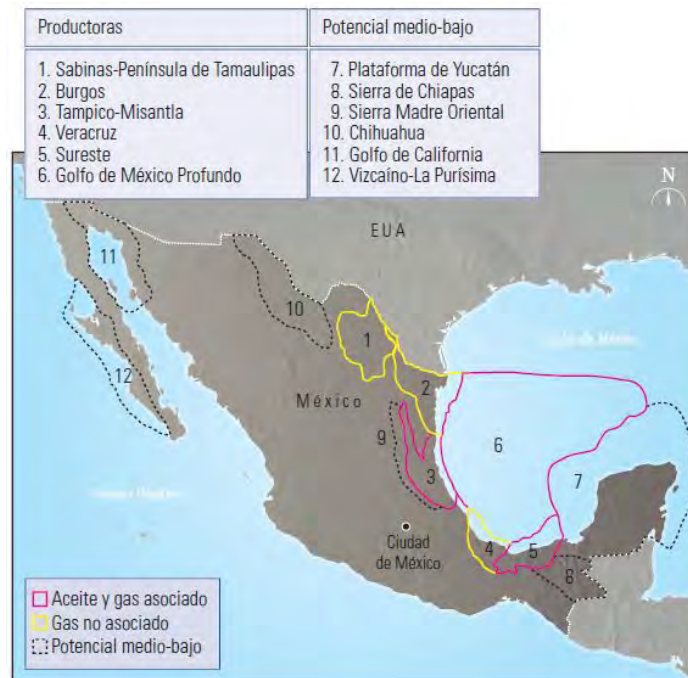 Productoras
1. Sabinas-Península de Tamaulipas
2. Burgos
3. Tampico-Misantla
4. Veracruz
5. Sureste
6. Golfo de México Profundo
Potencial medio-bajo
7. Plataforma de Yucatán
8. Sierra de Chiapas
9. Sierra Madre Oriental
10. Chihuahua
11. Golfo de California
12. Vizcaíno-La Purísima
N
EUA
11
10
1
de México
12
2
México
9
6
3
7
Ciudad
de México
4
5
8
Aceite y gas asociado
Gas no asociado
Potencial medio-bajo